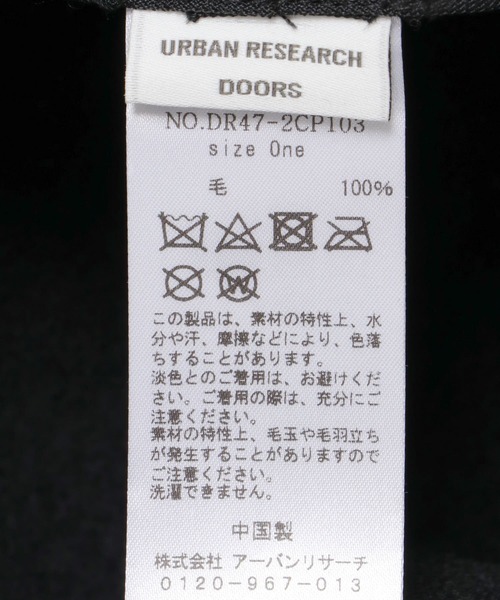 URBAN RESEARCH
DOORS
NO.DR47-2CP103
size One
毛 100%
W
この製品は、素材の特性上、水
分や汗、摩擦などにより、色落
ちすることがあります。
淡色とのご着用は、お避けくだ
さい。ご着用の際は、充分にご
注意ください。
素材の特性上、毛玉や毛羽立ち
が発生することがありますので
ご注意ください。
洗濯できません。
中国製
株式会社 アーバンリサーチ
0120-967-013